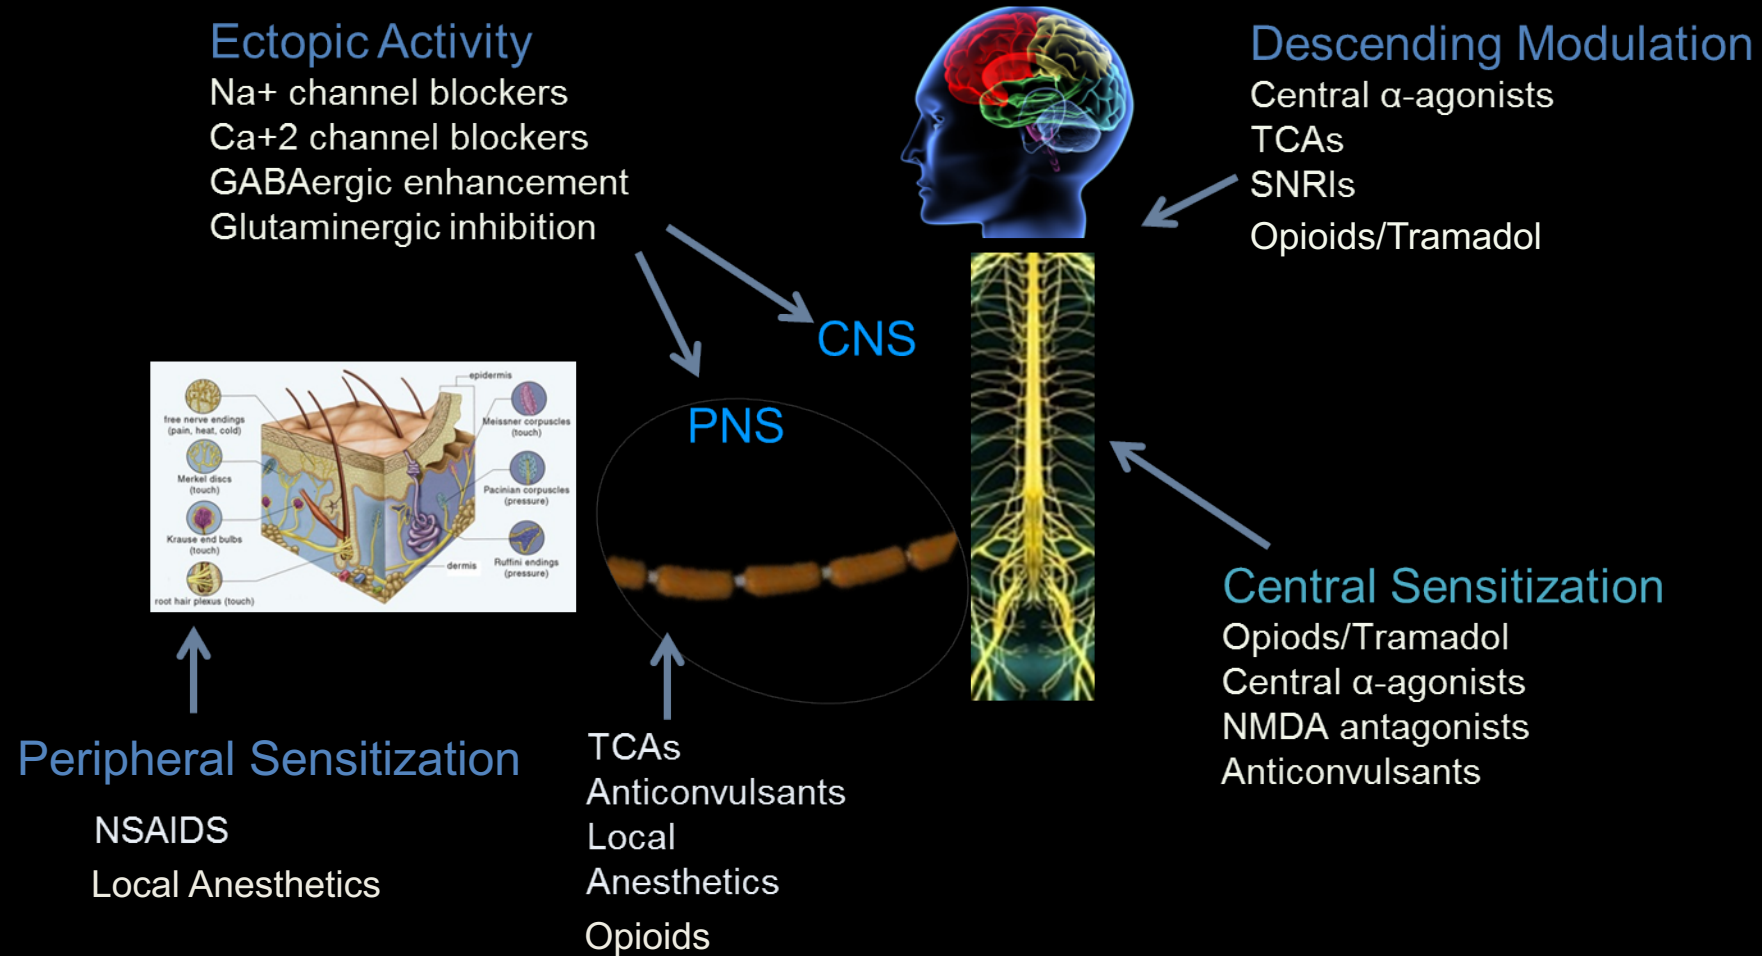 Ectopic Activity
Na+ channel blockers
Ca+2 channel blockers
GABAergic enhancement
Glutaminergic inhibition
Descending Modulation
Central α-agonists
TCAs
SNRIs
Opioids/Tramadol
CNS
PNS
epidermis
free nerve endings
(pain, heat, cold)
Merkel discs
(touch)
Krause end bulbs
(touch)
root hair plexus (touch)
Meissner corpuscles
(touch)
Pacinian corpuscles
(pressure)
Ruffini endings
(pressure)
dermis
Peripheral Sensitization
NSAIDS
Local Anesthetics
TCAs
Anticonvulsants
Local
Anesthetics
Opioids
Central Sensitization
Opiods/Tramadol
Central α-agonists
NMDA antagonists
Anticonvulsants